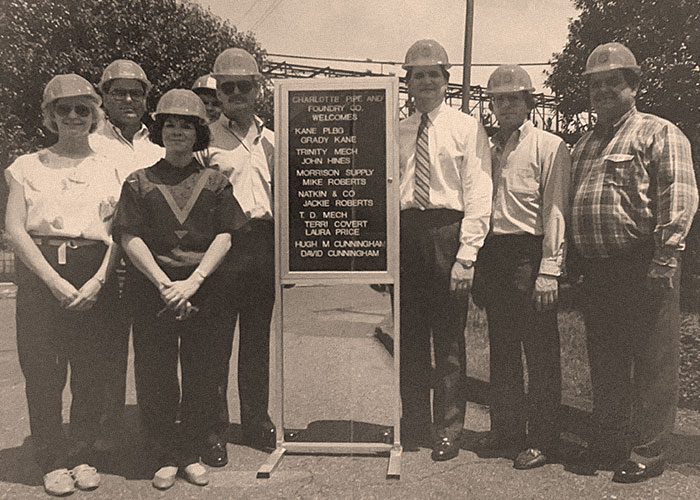 CHARLOTTE PIPE AND
FOUNDRY CO.
WELCOMES
KANE PLBG
GRADY KANE
TRINITY MECH
JOHN HINES
MORRISON SUPPLY
MIKE ROBERTS
NATKIN & CO
JACKIE ROBERTS
T. D. MECH
TERRI COVERT
LAURA PRICE
HUGH M CUNNINGHAM
DAVID CUNNINGHAM